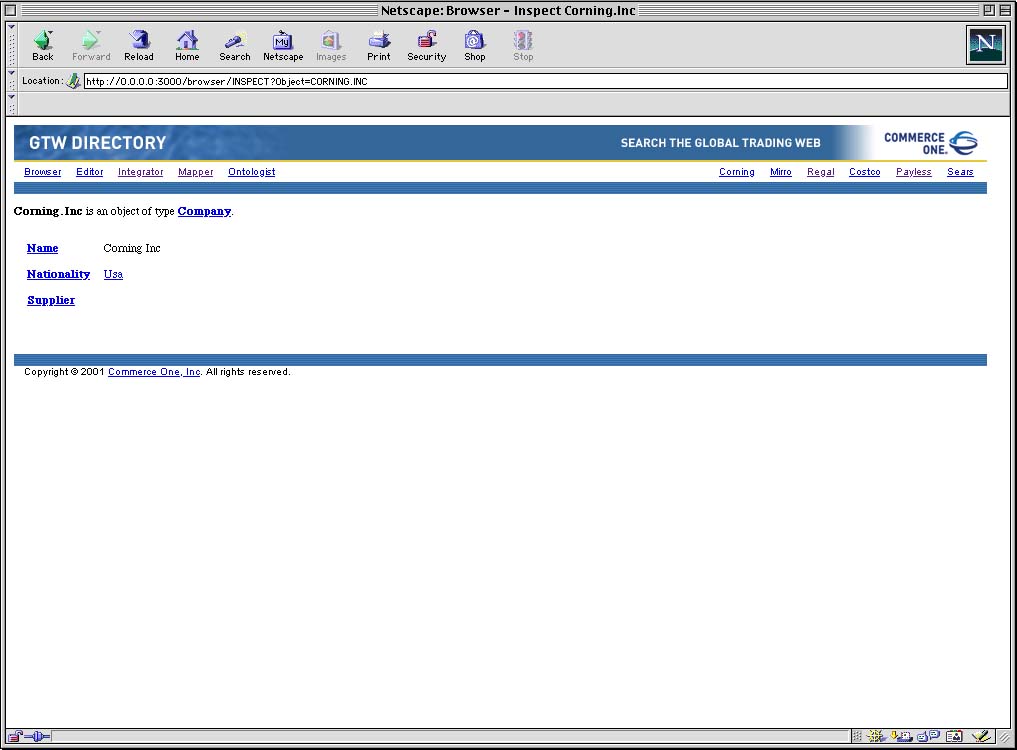 Netscape: Browser - Inspect Corning.Inc
Back Forward Reload Home Search Netscape Images Print Security Shop Stop
My
N
Location: http://0.0.0.0:3000/browser/INSPECT?Object=CORNING.INC
GTW DIRECTORY SEARCH THE GLOBAL TRADING WEB COMMERCE
ONE.
Browser Editor Integrator Mapper Ontologist Corning Mirro Regal Costco Payless Sears
Corning.Inc is an object of type Company.
Name Corning Inc
Nationality Usa
Supplier
Copyright © 2001 Commerce One, Inc. All rights reserved.